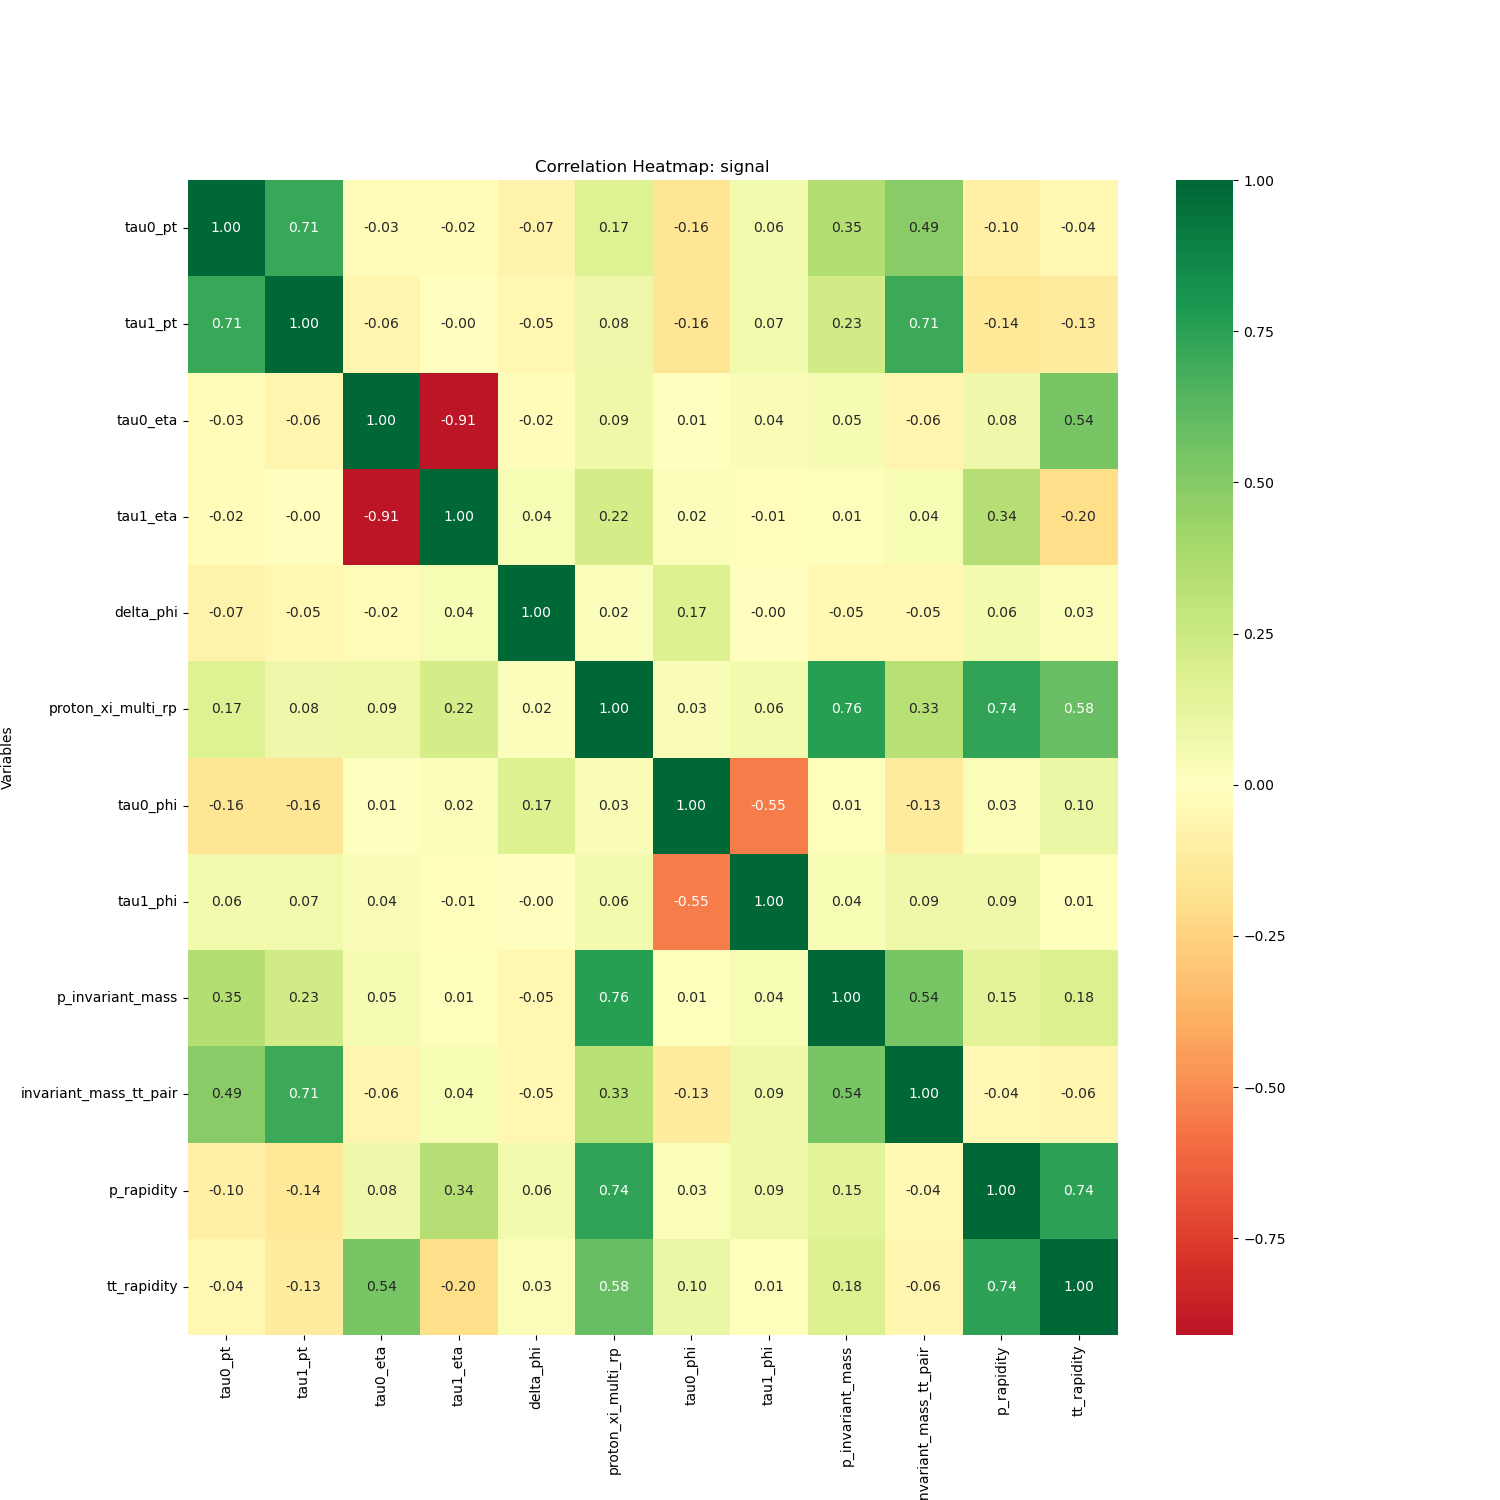 Correlation Heatmap: signal
tau0_pt 1.00 0.71 -0.03 -0.02 -0.07 0.17 -0.16 0.06 0.35 0.49 -0.10 -0.04
tau1_pt 0.71 1.00 -0.06 -0.00 -0.05 0.08 -0.16 0.07 0.23 0.71 -0.14 -0.13
tau0_eta -0.03 -0.06 1.00 -0.91 -0.02 0.09 0.01 0.04 0.05 -0.06 0.08 0.54
tau1_eta -0.02 -0.00 -0.91 1.00 0.04 0.22 0.02 -0.01 0.01 0.04 0.34 -0.20
delta_phi -0.07 -0.05 -0.02 0.04 1.00 0.02 0.17 -0.00 -0.05 -0.05 0.06 0.03
proton_xi_multi_rp 0.17 0.08 0.09 0.22 0.02 1.00 0.03 0.06 0.76 0.33 0.74 0.58
tau0_phi -0.16 -0.16 0.01 0.02 0.17 0.03 1.00 -0.55 0.01 -0.13 0.03 0.10
tau1_phi 0.06 0.07 0.04 -0.01 -0.00 0.06 -0.55 1.00 0.04 0.09 0.09 0.01
p_invariant_mass 0.35 0.23 0.05 0.01 -0.05 0.76 0.01 0.04 1.00 0.54 0.15 0.18
invariant_mass_tt_pair 0.49 0.71 -0.06 0.04 -0.05 0.33 -0.13 0.09 0.54 1.00 -0.04 -0.06
p_rapidity -0.10 -0.14 0.08 0.34 0.06 0.74 0.03 0.09 0.15 -0.04 1.00 0.74
tt_rapidity -0.04 -0.13 0.54 -0.20 0.03 0.58 0.10 0.01 0.18 -0.06 0.74 1.00
Variables
tau0_pt
tau1_pt
tau0_eta
tau1_eta
delta_phi
proton_xi_multi_rp
tau0_phi
tau1_phi
p_invariant_mass
nvariant_mass_tt_pair
p_rapidity
tt_rapidity
1.00
0.75
0.50
0.25
0.00
−0.25
−0.50
−0.75